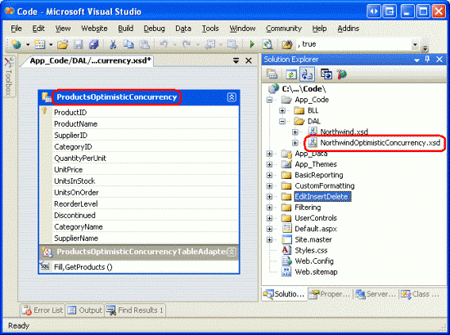 Code - Microsoft Visual Studio
File Edit View Website Build Debug Data Tools Window Community Help Addins
, true
Toolbox
App_Code/DAL/...currency.xsd*
ProductsOptimisticConcurrency
ProductID
ProductName
SupplierID
CategoryID
QuantityPerUnit
UnitPrice
UnitsInStock
UnitsOnOrder
ReorderLevel
Discontinued
CategoryName
SupplierName
ProductsOptimisticConcurrencyTableAdapte
Fill,GetProducts ()
Solution Explorer
C:\...\Code\
App_Code
BLL
DAL
Northwind.xsd
NorthwindOptimisticConcurrency.xsd
App_Data
App_Themes
BasicReporting
CustomFormatting
EditInsertDelete
Filtering
UserControls
Default.aspx
Site.master
Styles.css
Web.Config
Web.sitemap
Solutio... Proper... Server... Class ...
Error List Output Find Results 1
Ready